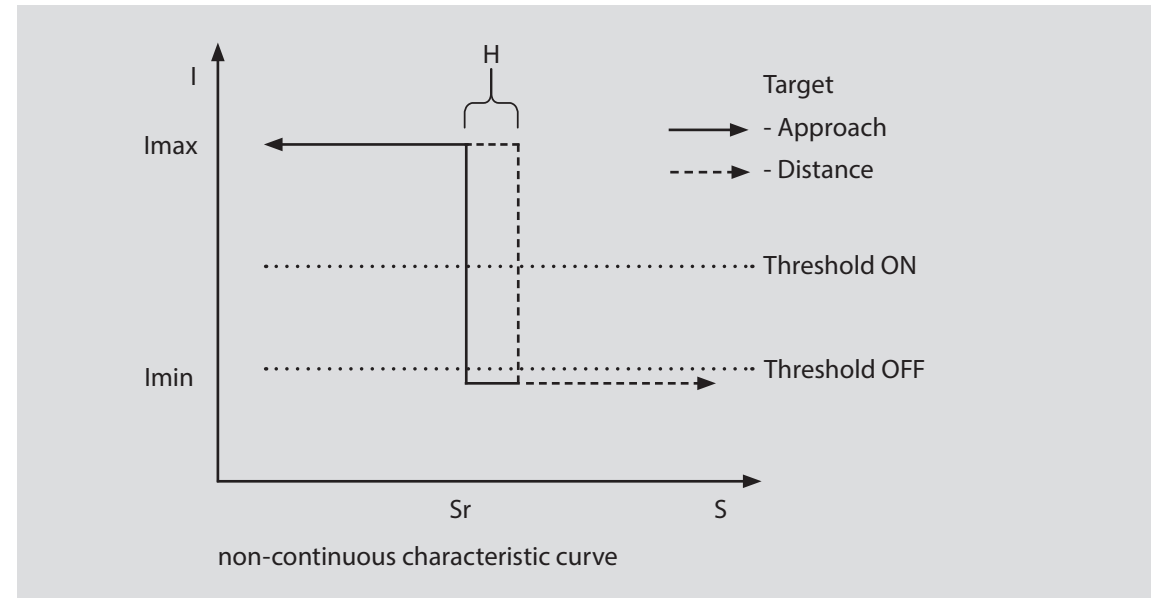 H
I
Target
Imax
- Approach
- Distance
Threshold ON
Imin
Threshold OFF
Sr
S
non-continuous characteristic curve